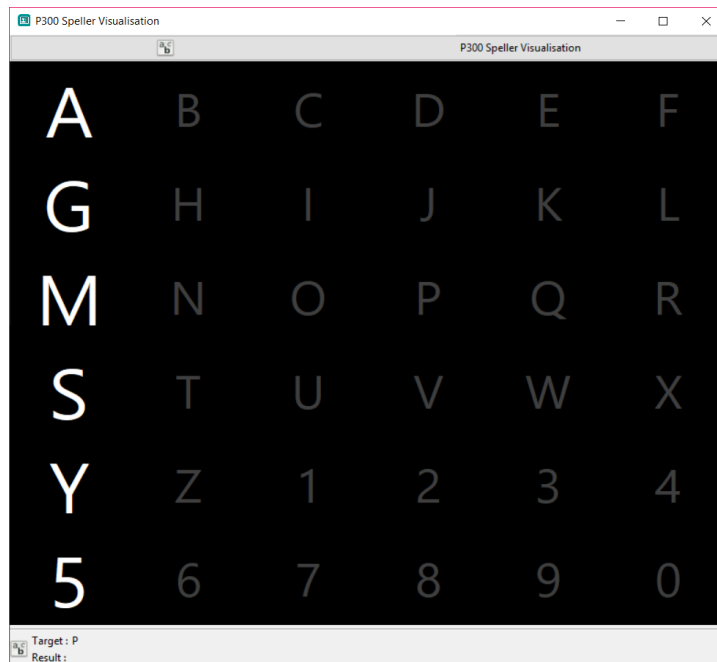 P300 Speller Visualisation
a c b P300 Speller Visualisation
A B C D E F
G H I J K L
M N O P Q R
S T U V W X
Y Z 1 2 3 4
5 6 7 8 9 0
a c b Target : P
Result :